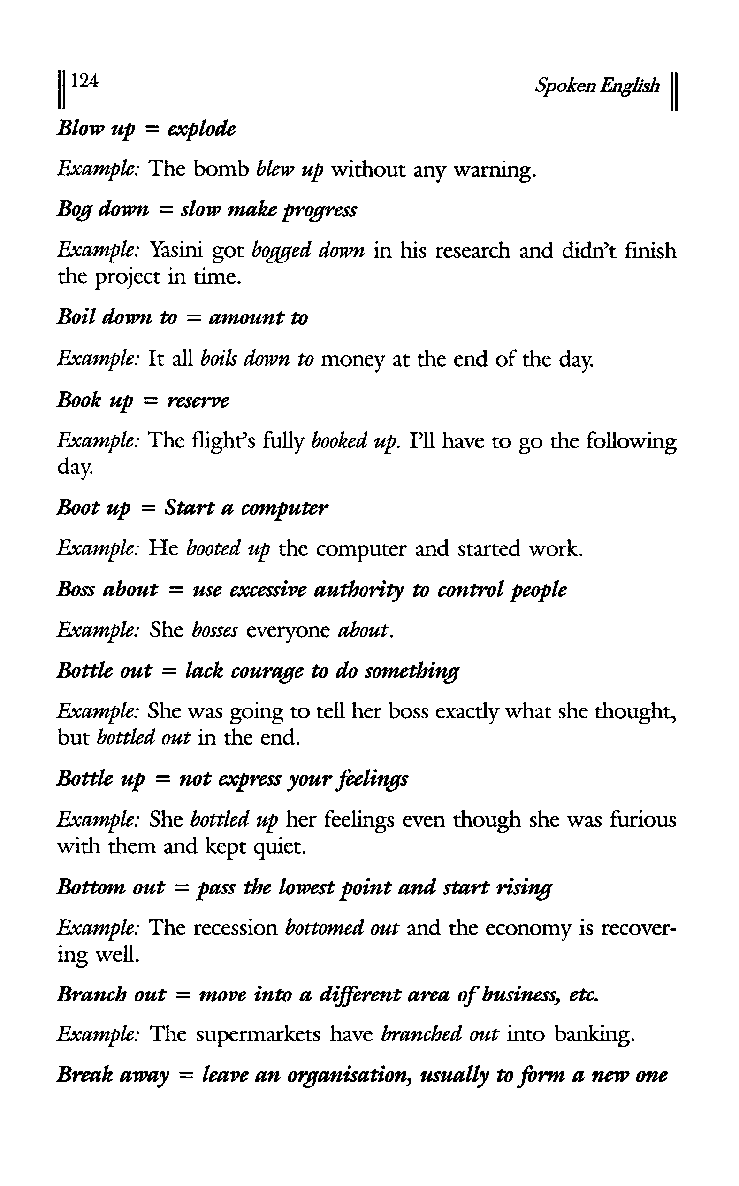 124 Spoken English
Blow up = explode
Example: The bomb blew up without any warning.
Bog down = slow make progress
Example: Yasini got bogged down in his research and didn't finish
the project in time.
Boil down to = amount to
Example: It all boils down to money at the end of the day.
Book up = reserve
Example: The flight's fully booked up. I'll have to go the following
day.
Boot up = Start a computer
Example: He booted up the computer and started work.
Boss about = use excessive authority to control people
Example: She bosses everyone about.
Bottle out = lack courage to do something
Example: She was going to tell her boss exactly what she thought,
but bottled out in the end.
Bottle up = not express your feelings
Example: She bottled up her feelings even though she was furious
with them and kept quiet.
Bottom out = pass the lowest point and start rising
Example: The recession bottomed out and the economy is recover-
ing well.
Branch out = move into a different area of business, etc.
Example: The supermarkets have branched out into banking.
Break away = leave an organisation, usually to form a new one